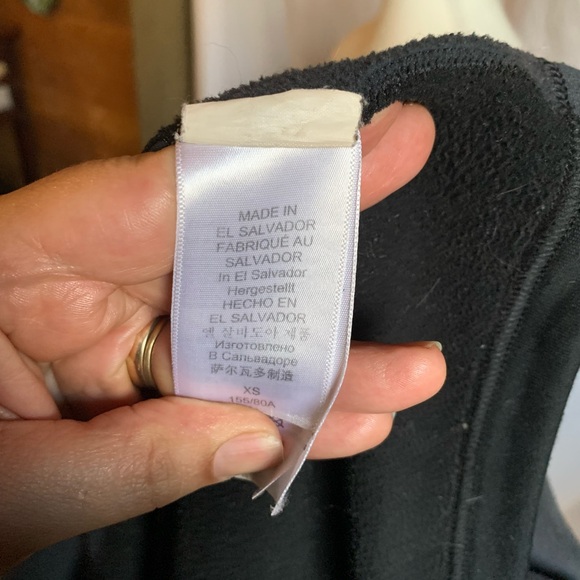 MADE IN
EL SALVADOR
FABRIQUÉ AU
SALVADOR
In El Salvador
Hergestellt
HECHO EN
EL SALVADOR
엘 살바도아 제품
Изготовлено
В Сальвадоре
萨尔瓦多制造
XS
155/80A